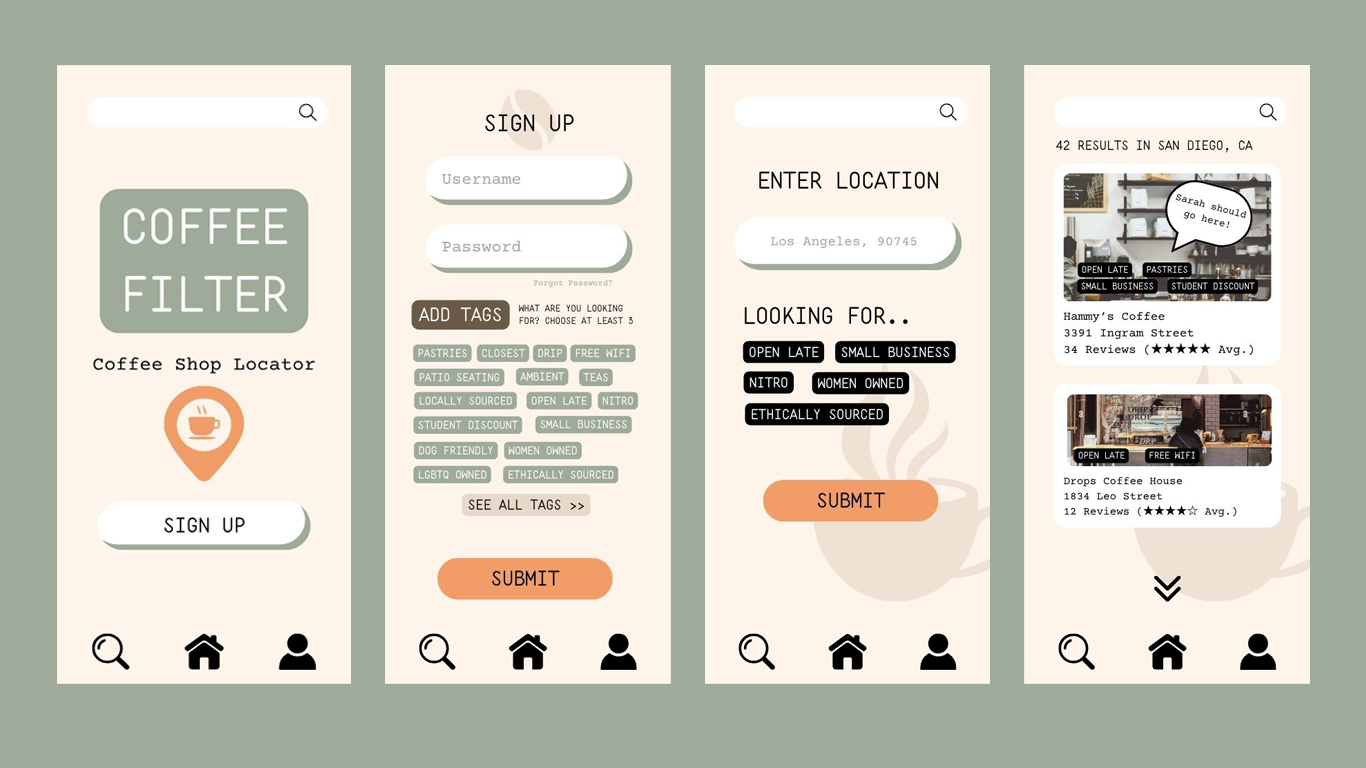 COFFEE
FILTER
Coffee Shop Locator
SIGN UP
SIGN UP
Username
Password
Forgot Password?
ADD TAGS
WHAT ARE YOU LOOKING
FOR? CHOOSE AT LEAST 3
PASTRIES CLOSEST DRIP FREE WIFI
PATIO SEATING AMBIENT TEAS
LOCALLY SOURCED OPEN LATE NITRO
STUDENT DISCOUNT SMALL BUSINESS
DOG FRIENDLY WOMEN OWNED
LGBTQ OWNED ETHICALLY SOURCED
SEE ALL TAGS >>
SUBMIT
ENTER LOCATION
Los Angeles, 90745
LOOKING FOR..
OPEN LATE SMALL BUSINESS
NITRO WOMEN OWNED
ETHICALLY SOURCED
SUBMIT
42 RESULTS IN SAN DIEGO, CA
Sarah should
go here!
OPEN LATE PASTRIES
SMALL BUSINESS STUDENT DISCOUNT
Hammy's Coffee
3391 Ingram Street
34 Reviews (★★★★★ Avg.)
DRIP
DROP
OPEN LATE FREE WIFI
Drops Coffee House
1834 Leo Street
12 Reviews (★★★★☆ Avg.)